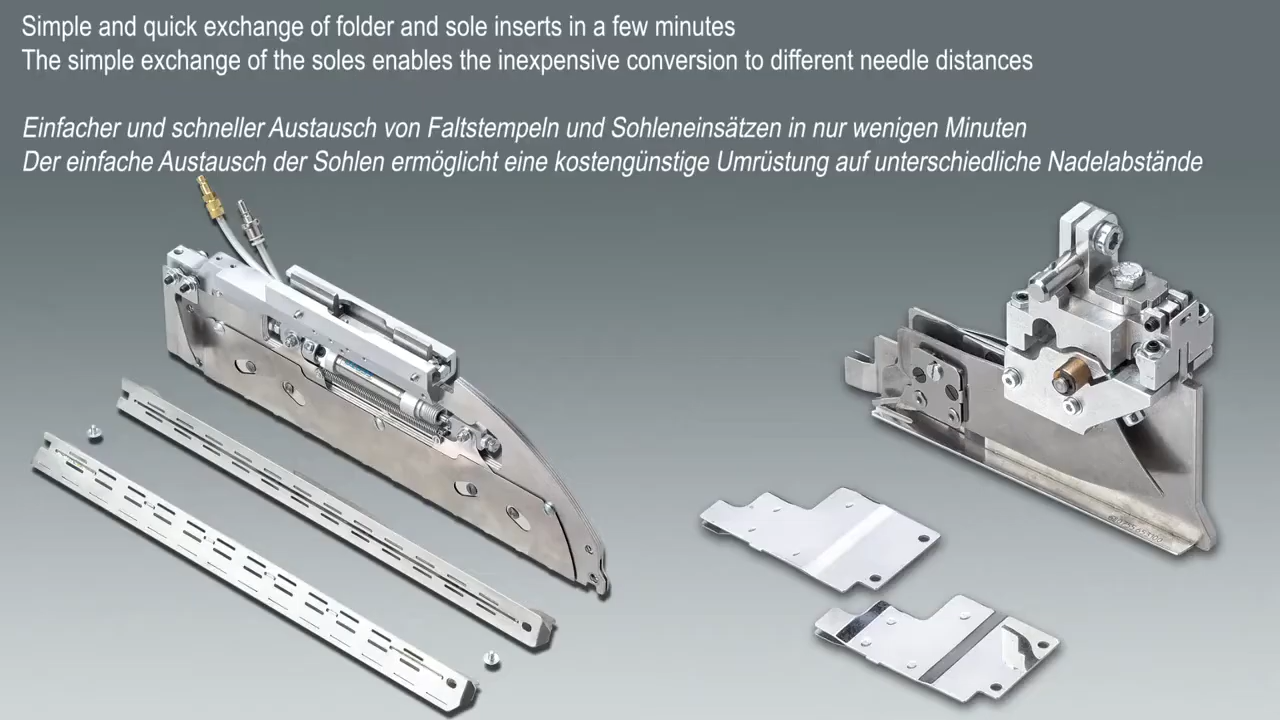 Simple and quick exchange of folder and sole inserts in a few minutes
The simple exchange of the soles enables the inexpensive conversion to different needle distances
Einfacher und schneller Austausch von Faltstempeln und Sohleneinsätzen in nur wenigen Minuten
Der einfache Austausch der Sohlen ermöglicht eine kostengünstige Umrüstung auf unterschiedliche Nadelabstände